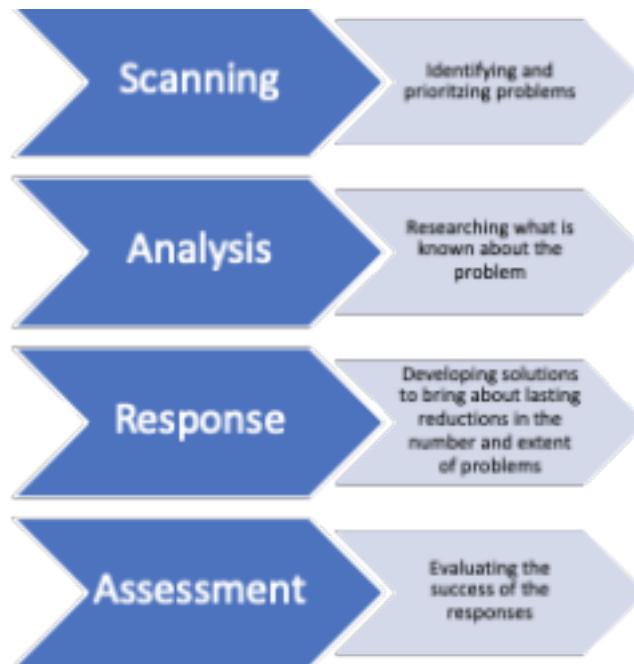 Scanning
Identifying and
prioritzing problems
Analysis
Researching what is
known about the
problem
Response
Developing solutions
to bring about lasting
reductions in the
number and extent
of problems
Assessment
Evaluating the
success of the
responses